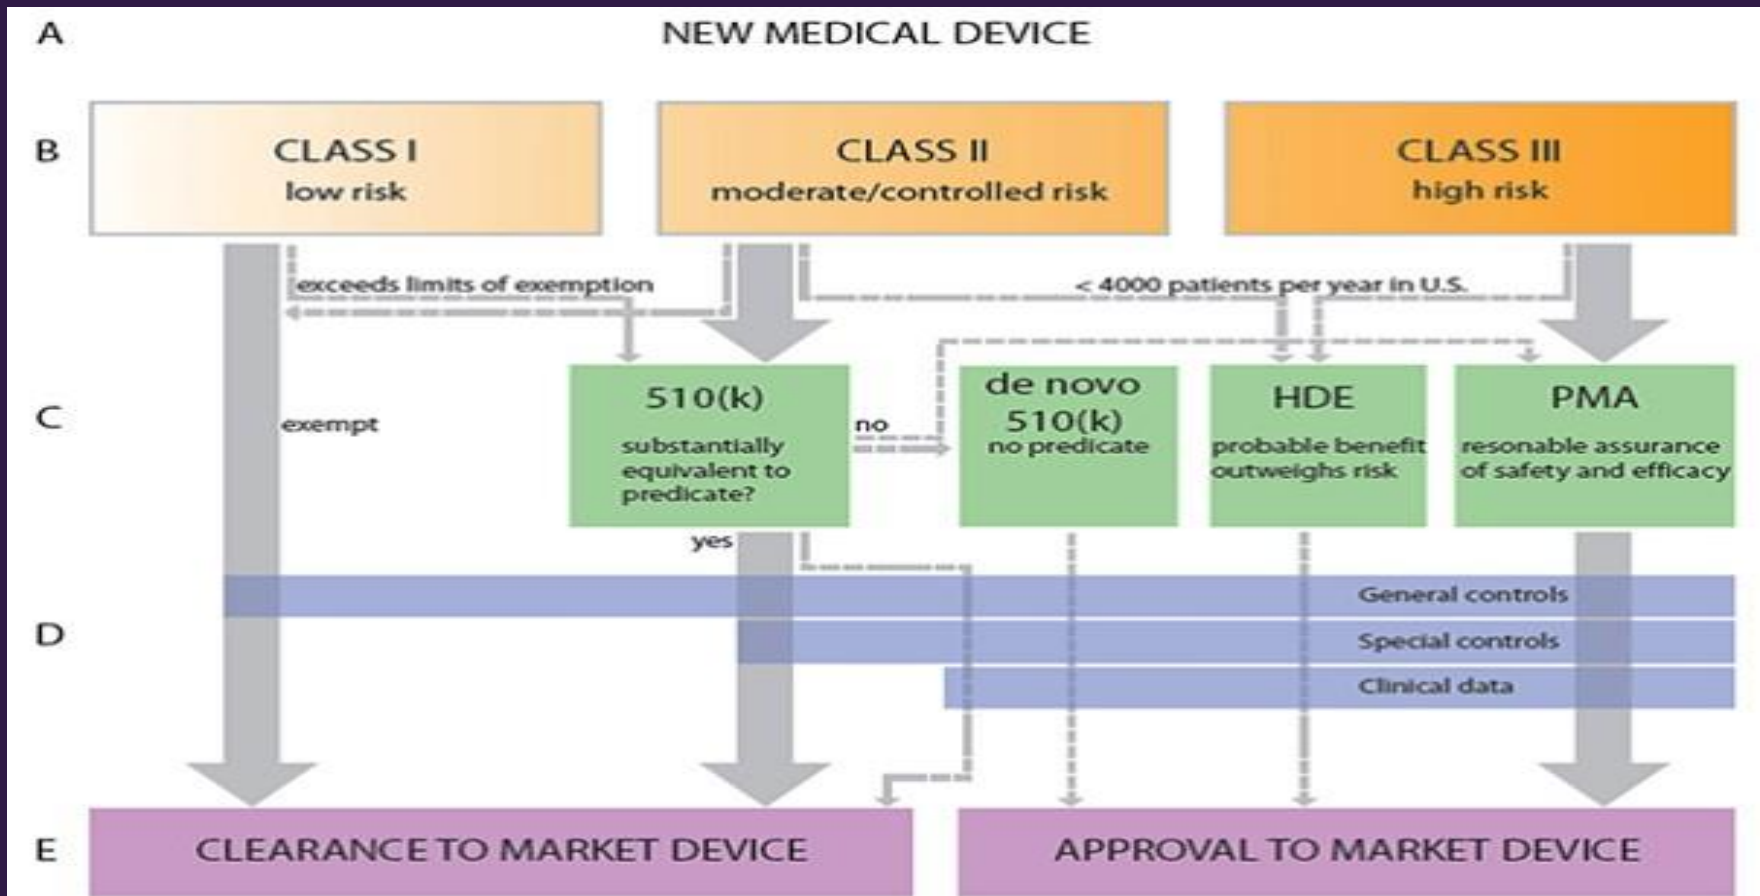 A
NEW MEDICAL DEVICE
B
CLASS I
low risk
CLASS II
moderate/controlled risk
CLASS III
high risk
exceeds limits of exemption
< 4000 patients per year in U.S.
C
exempt
510(k)
substantially
equivalent to
predicate?
no
yes
de novo
510(k)
no predicate
HDE
probable benefit
outweighs risk
PMA
resonable assurance
of safety and efficacy
D
General controls
Special controls
Clinical data
E
CLEARANCE TO MARKET DEVICE
APPROVAL TO MARKET DEVICE